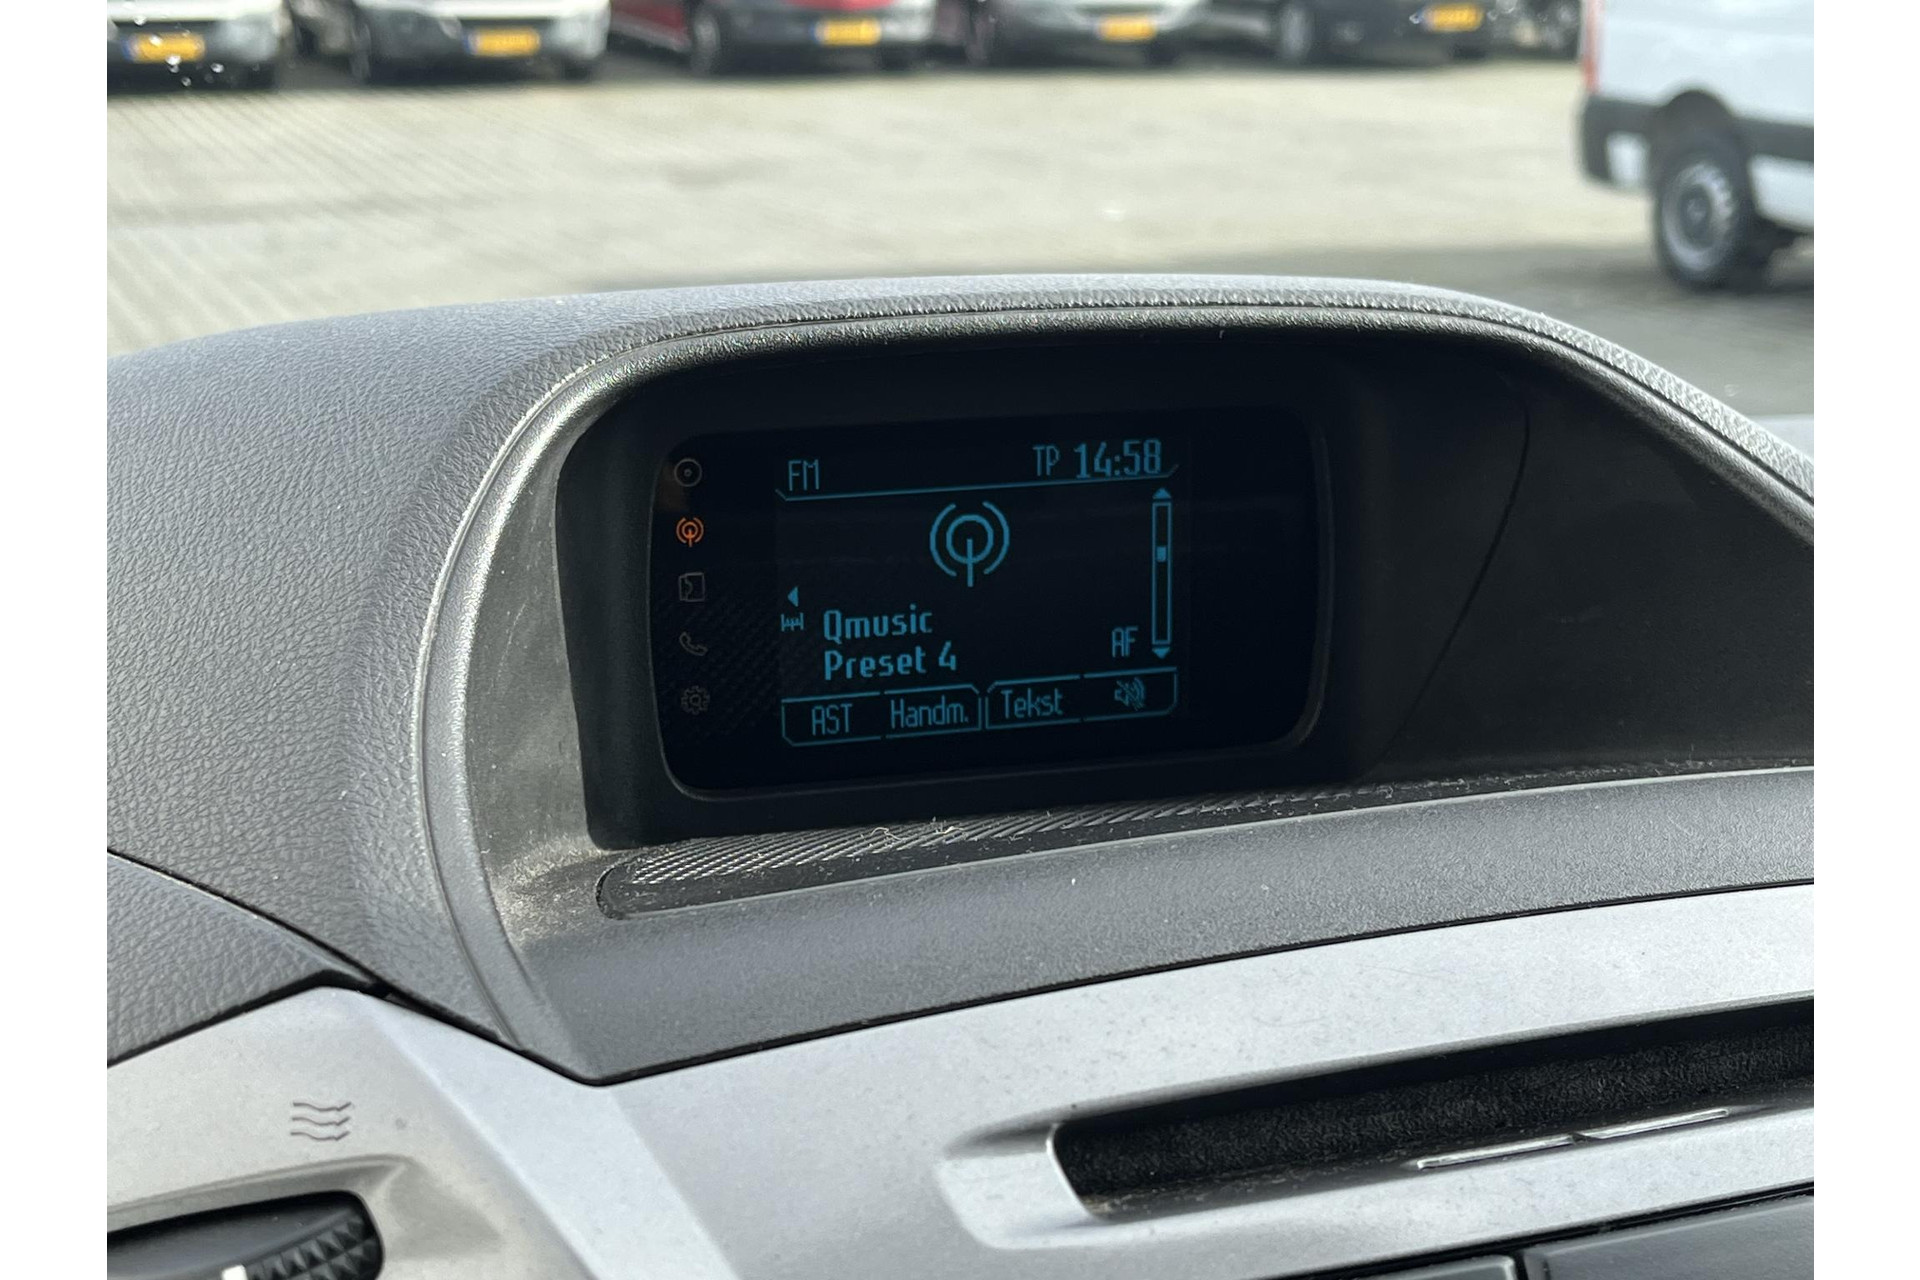 FM TP 14:58
Qmusic
Preset 4
AF
AST Handm. Tekst